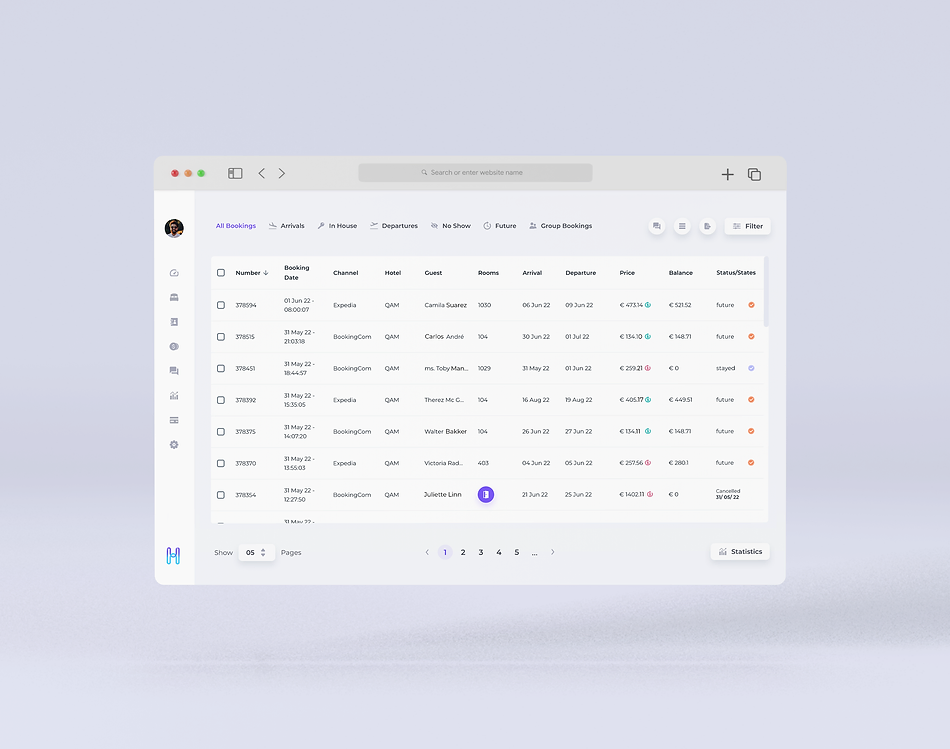 Search or enter website name
All Bookings Arrivals In House Departures No Show Future Group Bookings Filter
Number Booking Date Channel Hotel Guest Rooms Arrival Departure Price Balance Status/States
378594 01 Jun 22 - 08:00:07 Expedia QAM Camila Suarez 1030 06 Jun 22 09 Jun 22 € 473.14 € 521.52 future
378515 31 May 22 - 21:03:18 BookingCom QAM Carlos André 104 30 Jun 22 01 Jul 22 € 134.10 € 148.71 future
378451 31 May 22 - 18:44:57 BookingCom QAM ms. Toby Man... 1029 31 May 22 01 Jun 22 € 259.21 € 0 stayed
378392 31 May 22 - 15:35:05 Expedia QAM Therez Mc G... 104 16 Aug 22 19 Aug 22 € 405.17 € 449.51 future
378375 31 May 22 - 14:07:20 BookingCom QAM Walter Bakker 104 26 Jun 22 27 Jun 22 € 134.11 € 148.71 future
378370 31 May 22 - 13:55:03 Expedia QAM Victoria Rad... 403 04 Jun 22 05 Jun 22 € 257.56 € 280.1 future
378354 31 May 22 - 12:27:50 BookingCom QAM Juliette Linn 21 Jun 22 25 Jun 22 € 1402.11 € 0 Cancelled 31/ 05/ 22
31 May 22 -
Show 05 Pages 1 2 3 4 5 ... Statistics